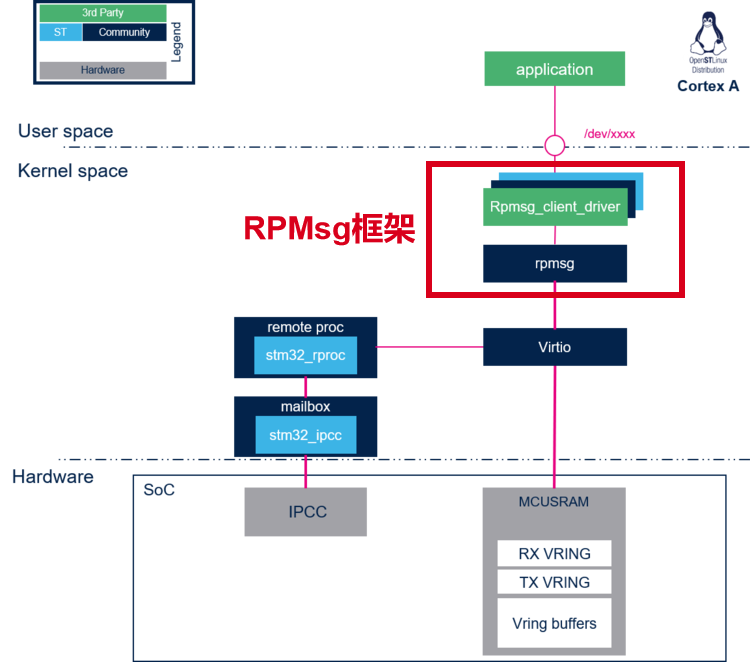 3rd Party
ST
Community
Hardware
Legend
application
OpenSTLinux
Distribution
Cortex A
User space
/dev/xxxx
Kernel space
Rpmsg_client_driver
RPMsg框架
rpmsg
remote proc
stm32_rproc
Virtio
mailbox
stm32_ipcc
Hardware
SoC
IPCC
MCUSRAM
RX VRING
TX VRING
Vring buffers